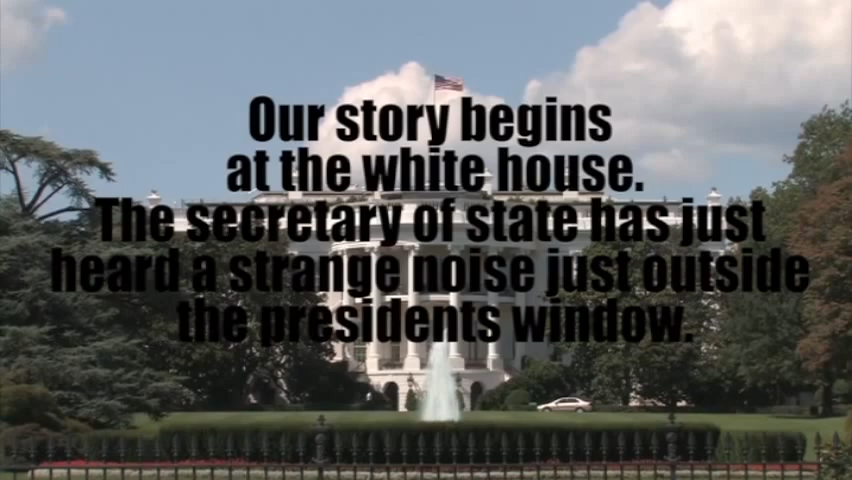 Our story begins
at the white house.
The secretary of state has just
heard a strange noise just outside
the presidents window.